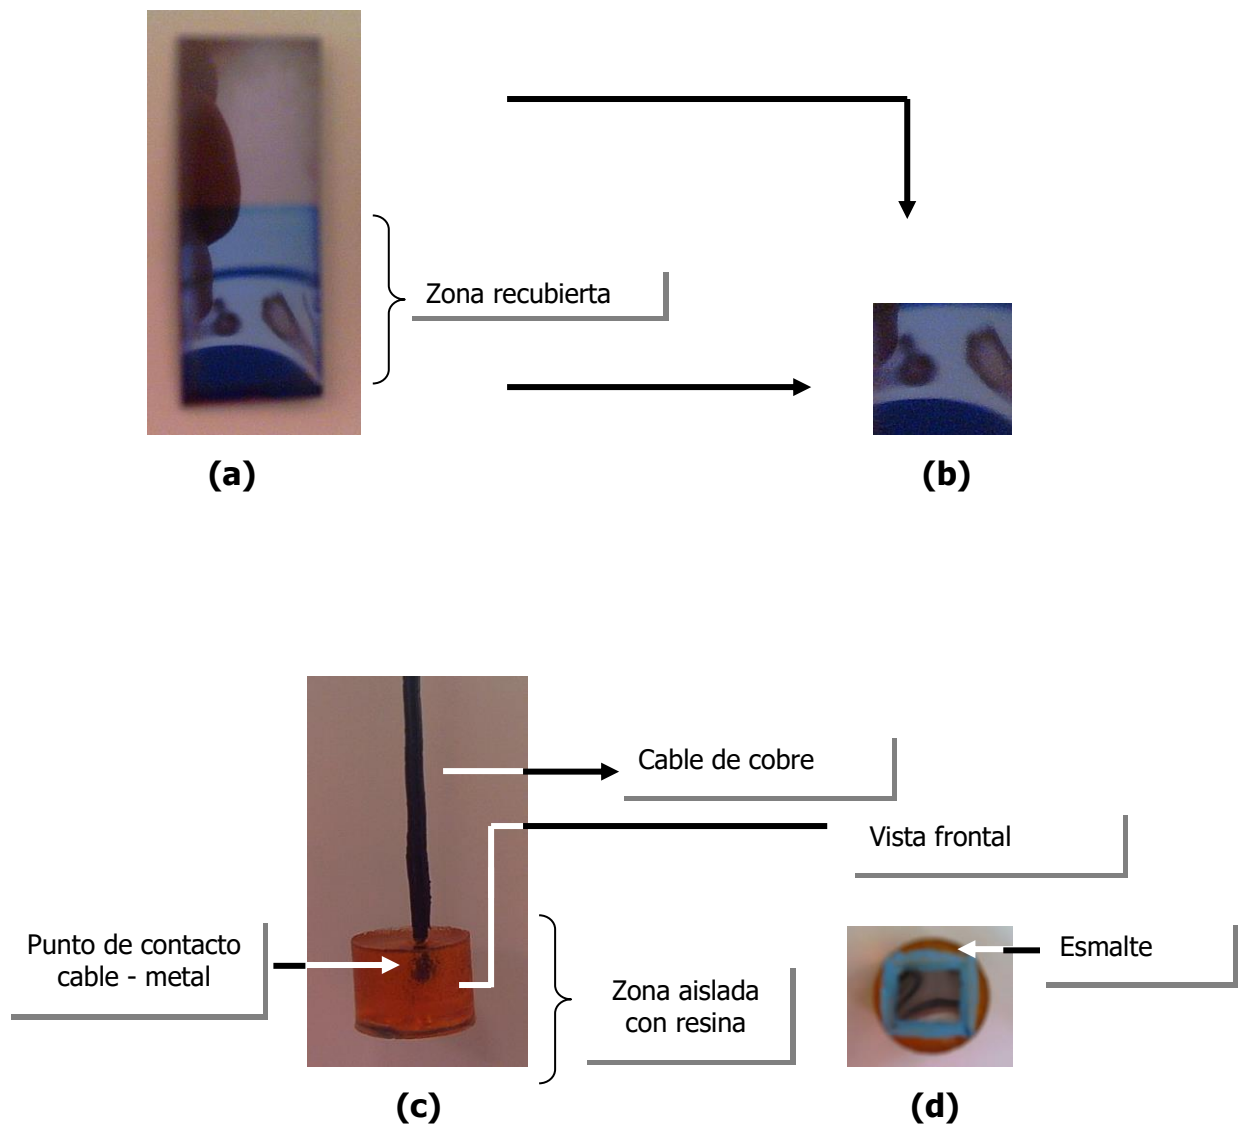 Zona recubierta
(a)
(b)
Cable de cobre
Vista frontal
Punto de contacto
cable - metal
Esmalte
Zona aislada
con resina
(c)
(d)